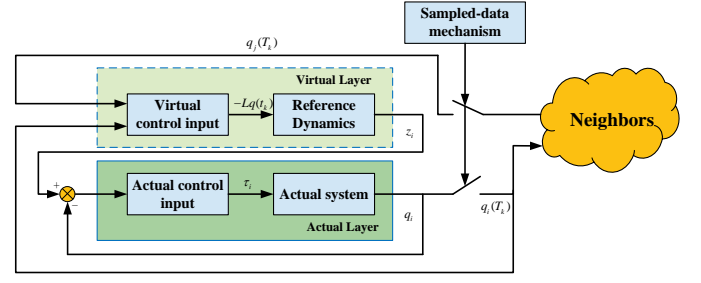 Sampled-data
mechanism
q_j(T_k)
Virtual Layer
Virtual
control input
−Lq(t_k)
Reference
Dynamics
z_i
Neighbors
+
−
Actual control
input
τ_i
Actual system
q_i
q_i(T_k)
Actual Layer